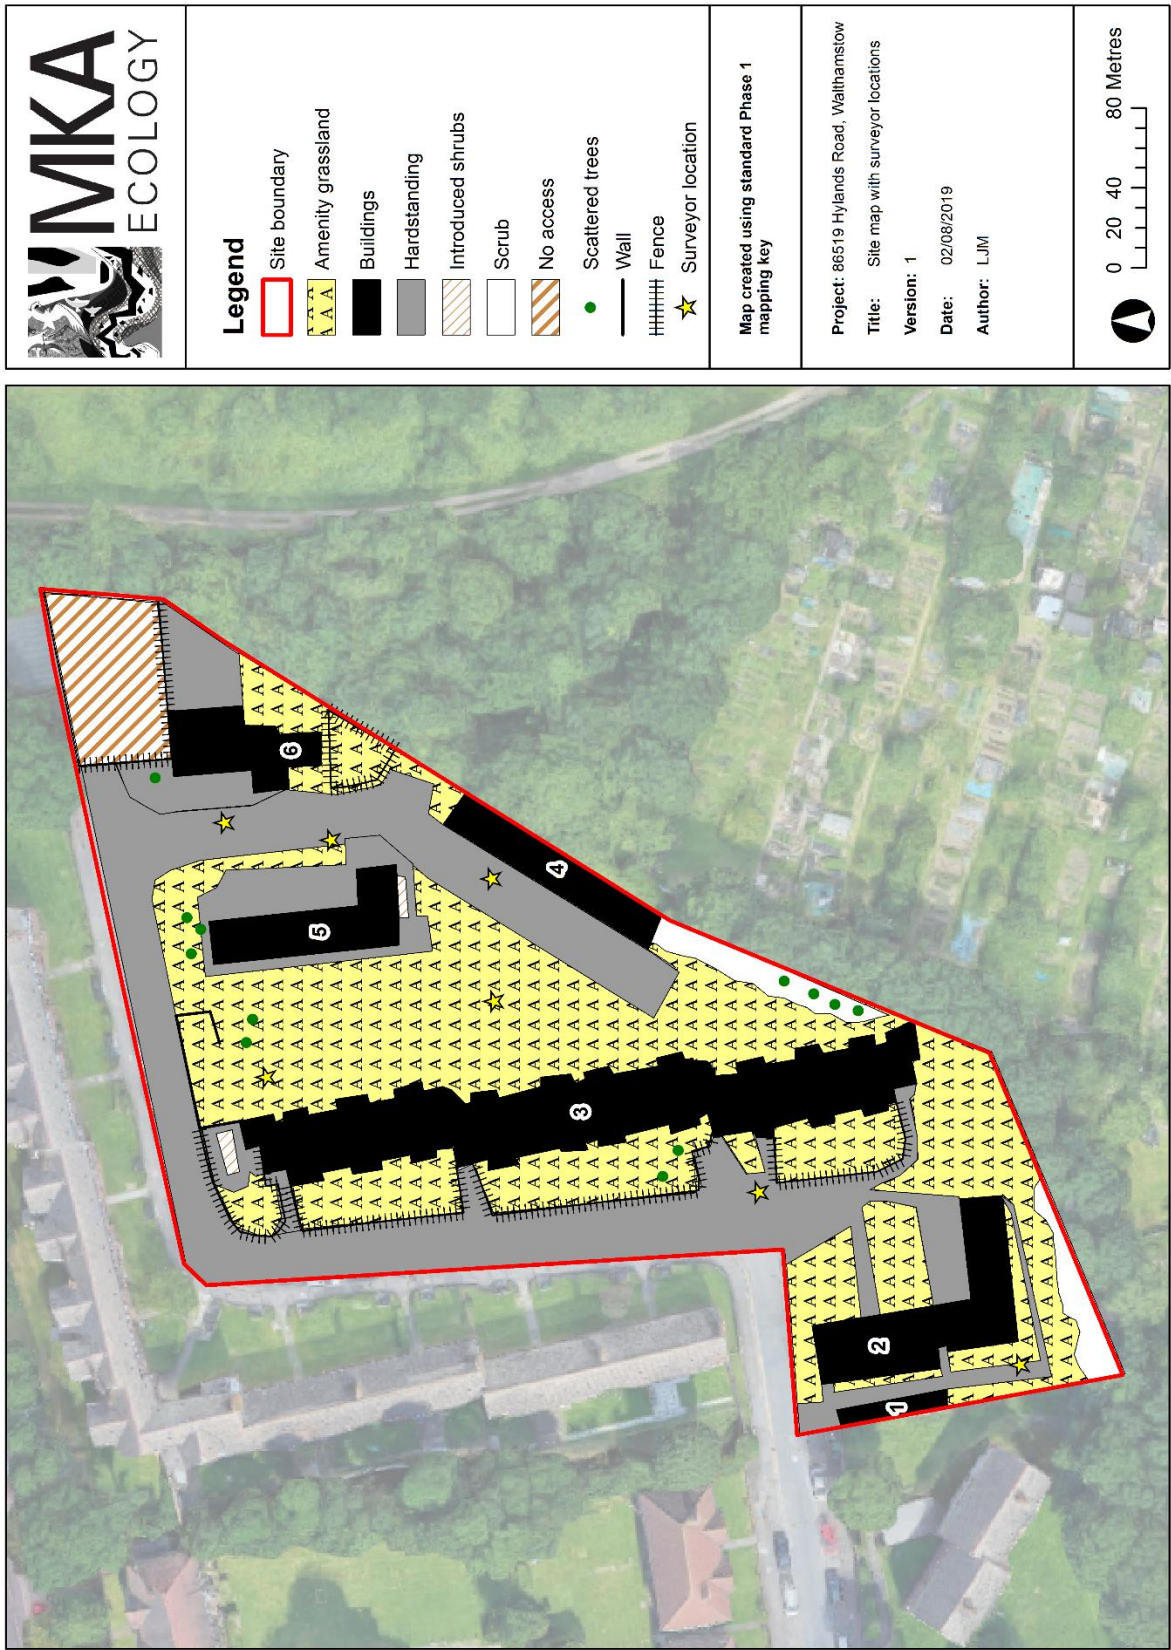 MKA
ECOLOGY
Legend
Site boundary
Amenity grassland
Buildings
Hardstanding
Introduced shrubs
Scrub
No access
Scattered trees
Wall
Fence
Surveyor location
Map created using standard Phase 1
mapping key
Project: 86519 Hylands Road, Walthamstow
Title: Site map with surveyor locations
Version: 1
Date: 02/08/2019
Author: LJM
0 20 40 80 Metres
6
5
4
3
2
1